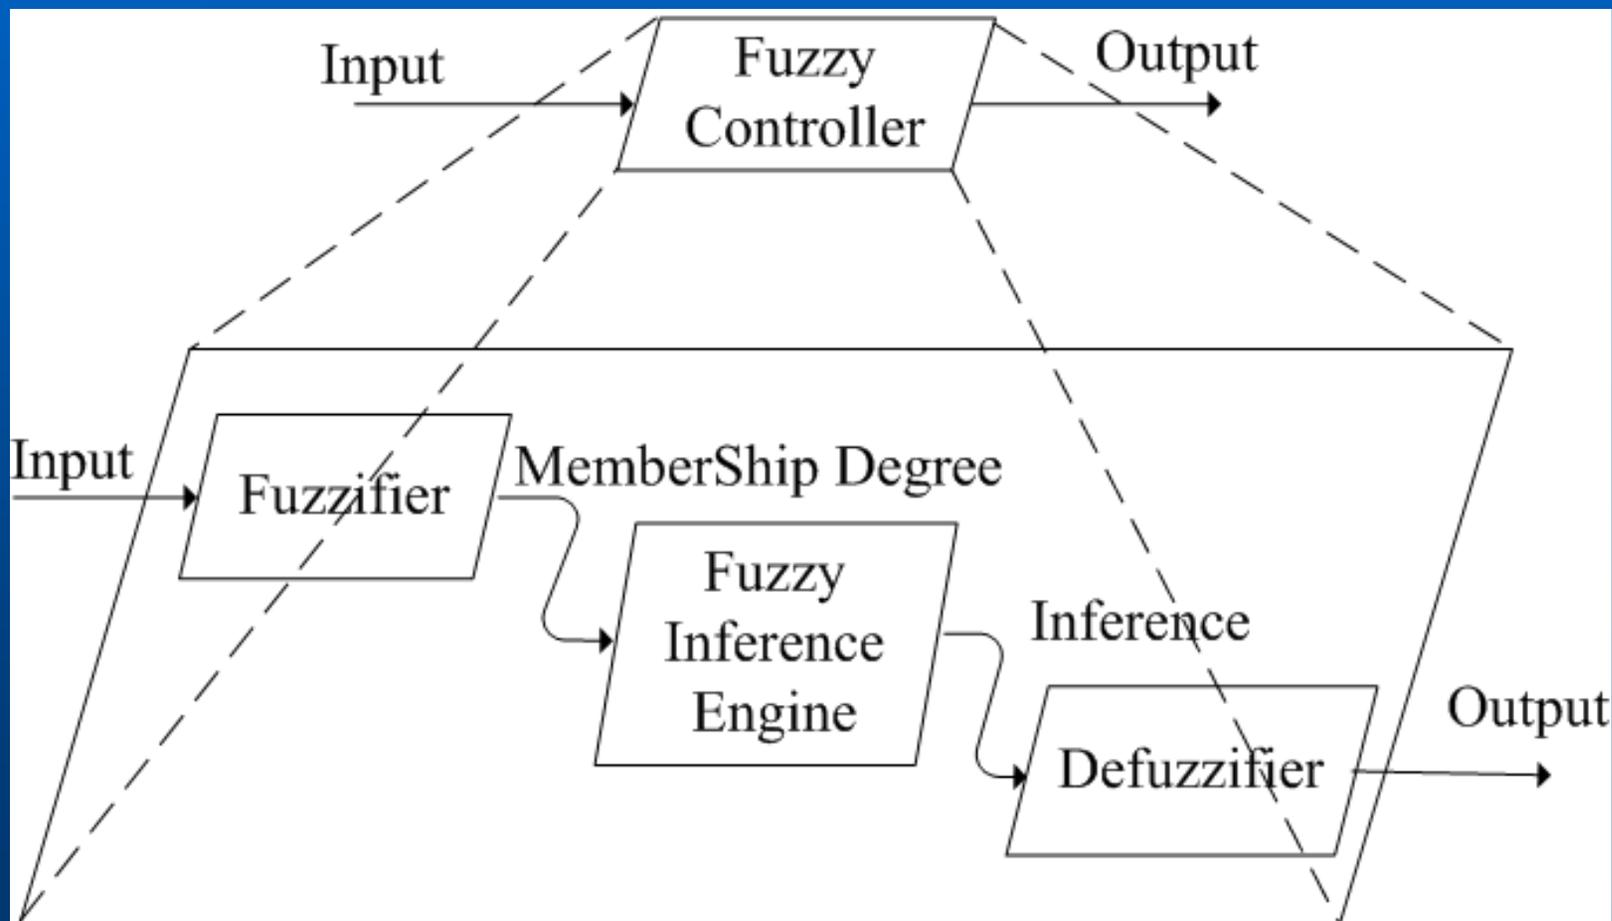 Input
Fuzzy
Controller
Output
Input
Fuzzifier
MemberShip Degree
Fuzzy
Inference
Engine
Inference
Defuzzifier
Output